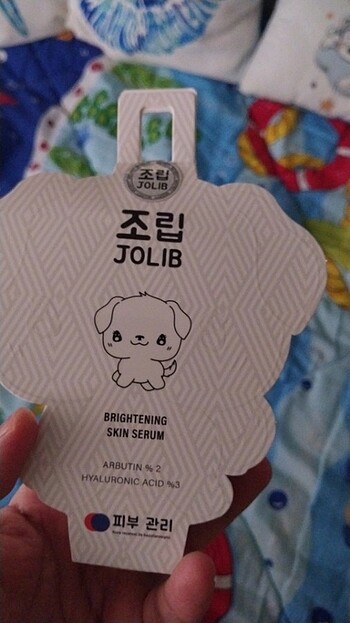 조립
JOLIB
조립
JOLIB
BRIGHTENING
SKIN SERUM
ARBUTIN % 2
HYALURONIC ACID %3
피부 관리